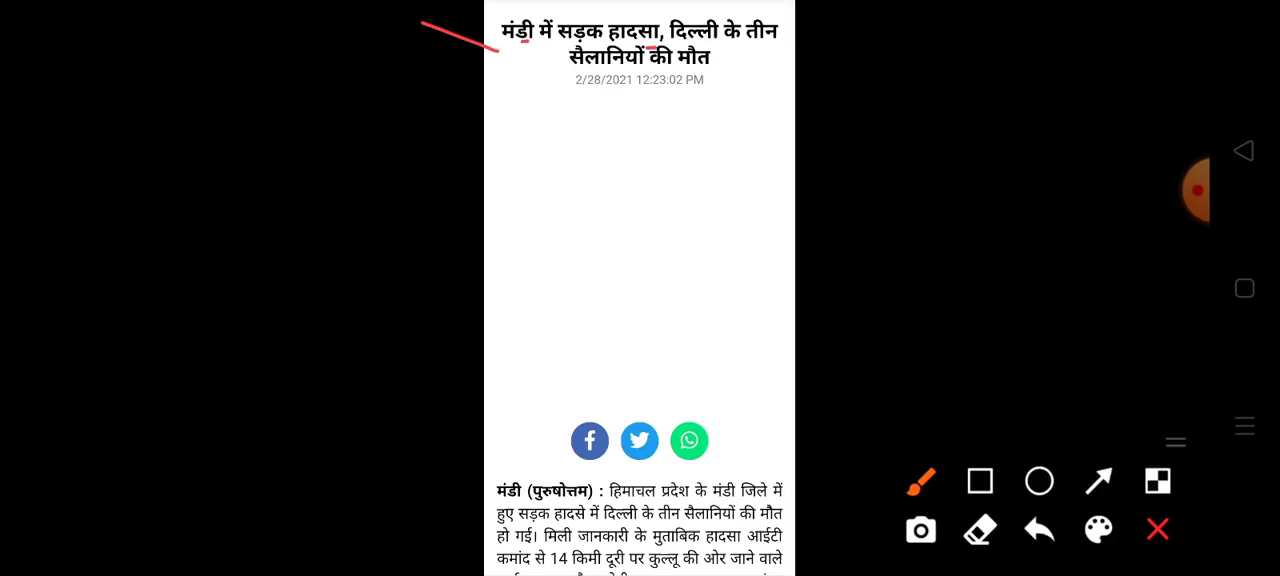 मंडी में सड़क हादसा, दिल्ली के तीन
सैलानियों की मौत
2/28/2021 12:23:02 PM
मंडी (पुरुषोत्तम) : हिमाचल प्रदेश के मंडी जिले में
हुए सड़क हादसे में दिल्ली के तीन सैलानियों की मौत
हो गई। मिली जानकारी के मुताबिक हादसा आईटी
कमांद से 14 किमी दूरी पर कुल्लू की ओर जाने वाले